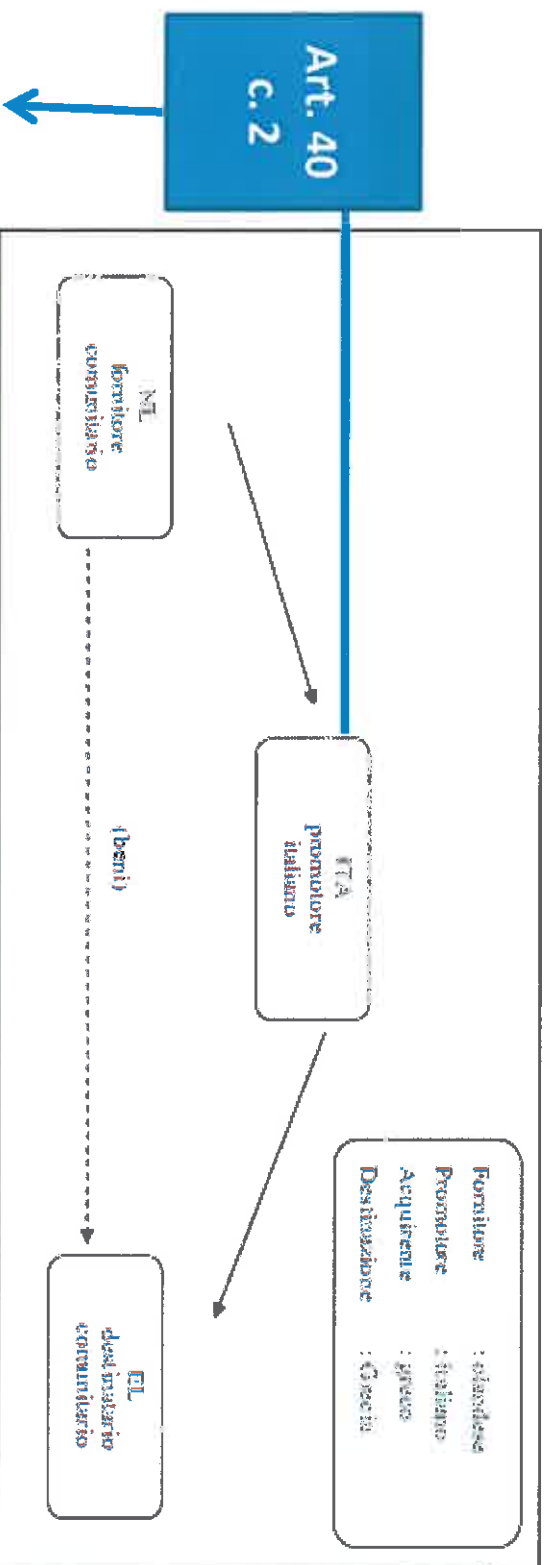 Art. 40
c. 2
NL
fornitore
comunitario
ITA
promotore
italiano
(beni)
EL
destinatario
comunitario
Fornitore : olandese
Promotore : italiano
Acquirente : greco
Destinazione : Grecia